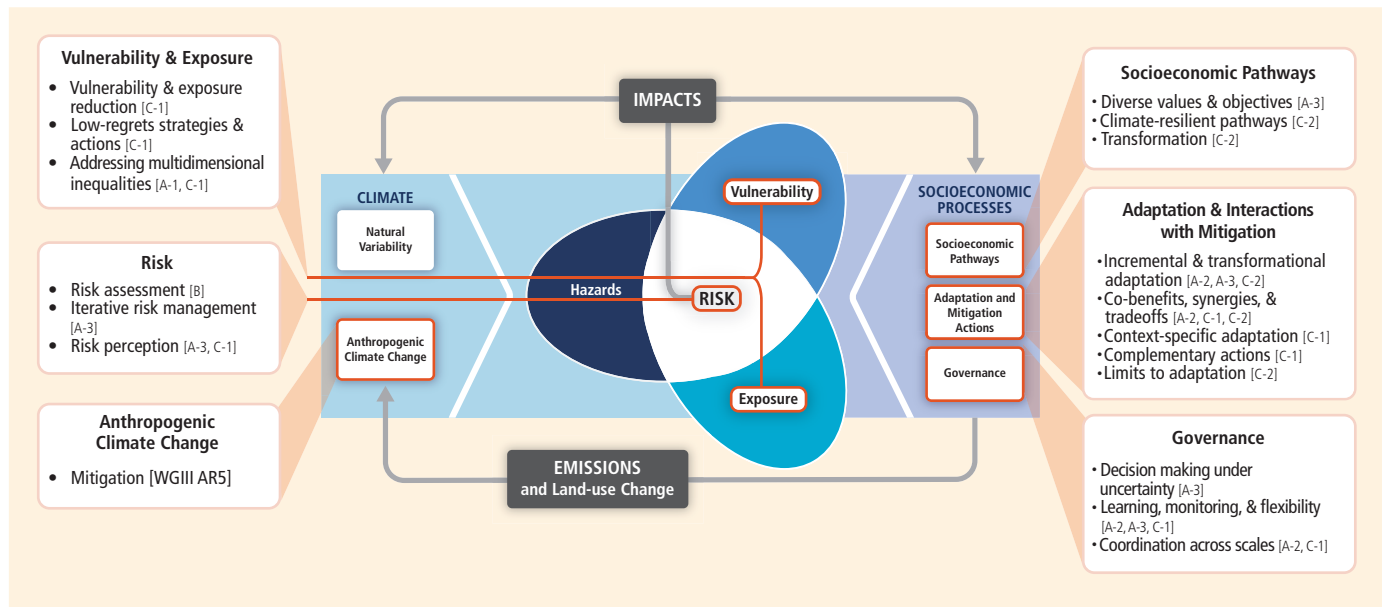 Vulnerability & Exposure
• Vulnerability & exposure
reduction [C-1]
• Low-regrets strategies &
actions [C-1]
• Addressing multidimensional
inequalities [A-1, C-1]
Risk
• Risk assessment [B]
• Iterative risk management
[A-3]
• Risk perception [A-3, C-1]
Anthropogenic
Climate Change
• Mitigation [WGIII AR5]
IMPACTS
CLIMATE
Natural
Variability
Anthropogenic
Climate Change
Vulnerability
Hazards
RISK
Exposure
EMISSIONS
and Land-use Change
SOCIOECONOMIC
PROCESSES
Socioeconomic
Pathways
Adaptation and
Mitigation
Actions
Governance
Socioeconomic Pathways
• Diverse values & objectives [A-3]
• Climate-resilient pathways [C-2]
• Transformation [C-2]
Adaptation & Interactions
with Mitigation
• Incremental & transformational
adaptation [A-2, A-3, C-2]
• Co-benefits, synergies, &
tradeoffs [A-2, C-1, C-2]
• Context-specific adaptation [C-1]
• Complementary actions [C-1]
• Limits to adaptation [C-2]
Governance
• Decision making under
uncertainty [A-3]
• Learning, monitoring, & flexibility
[A-2, A-3, C-1]
• Coordination across scales [A-2, C-1]